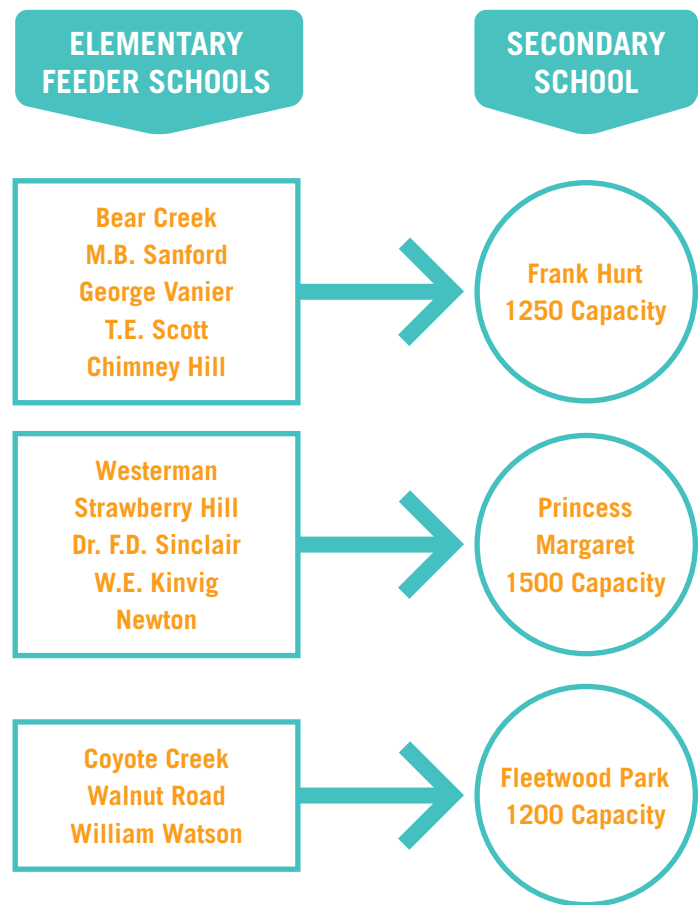 ELEMENTARY
FEEDER SCHOOLS
SECONDARY
SCHOOL
Bear Creek
M.B. Sanford
George Vanier
T.E. Scott
Chimney Hill
Frank Hurt
1250 Capacity
Westerman
Strawberry Hill
Dr. F.D. Sinclair
W.E. Kinvig
Newton
Princess
Margaret
1500 Capacity
Coyote Creek
Walnut Road
William Watson
Fleetwood Park
1200 Capacity